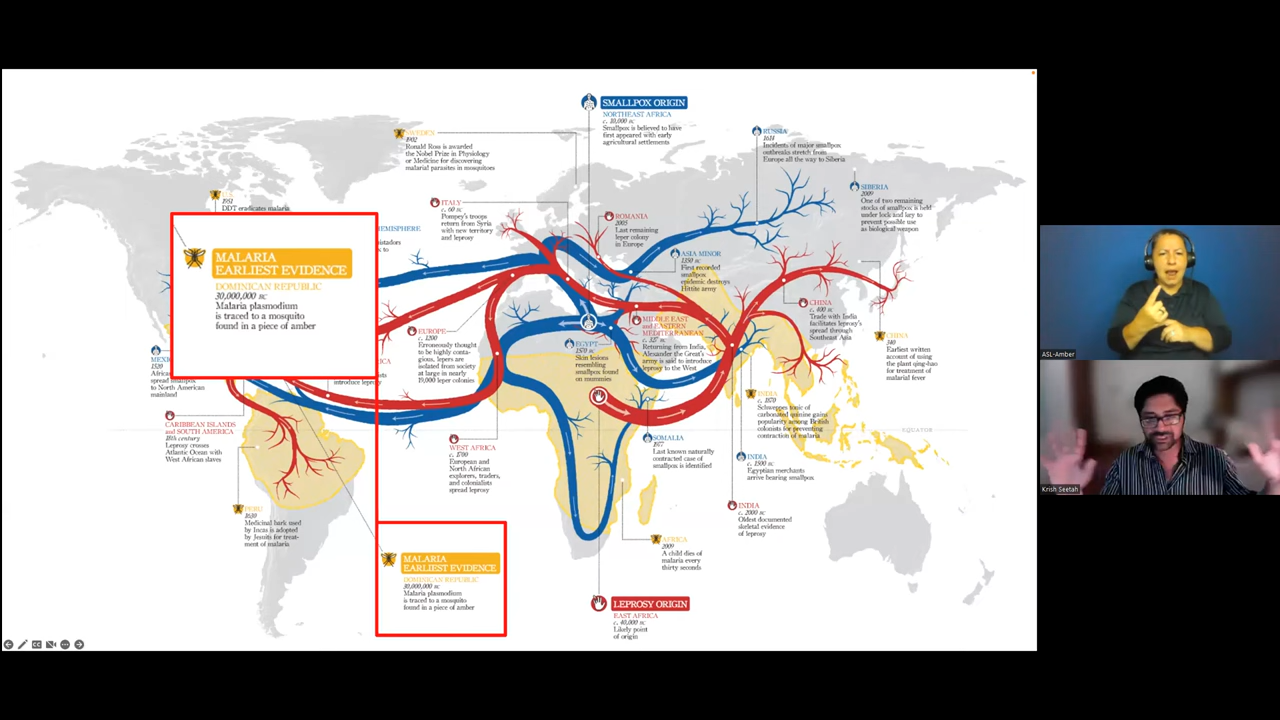 SMALLPOX ORIGIN
NORTHEAST AFRICA
c. 10,000 BC
Smallpox is believed to have
first appeared with early
agricultural settlements
SWEDEN
1902
Ronald Ross is awarded
the Nobel Prize in Physiology
or Medicine for discovering
malarial parasites in mosquitoes
RUSSIA
1614
Incidents of major smallpox
outbreaks stretch from
Europe all the way to Siberia
SIBERIA
2009
One of two remaining
stocks of smallpox is held
under lock and key to
prevent possible use
as biological weapon
1951
DDT eradicates malaria
ITALY
c. 60 BC
Pompey's troops
return from Syria
with new territory
and leprosy
ROMANIA
2005
Last remaining
leper colony
in Europe
HEMISPHERE
ASIA MINOR
1350 BC
First recorded
smallpox
epidemic destroys
Hittite army
MALARIA
EARLIEST EVIDENCE
DOMINICAN REPUBLIC
30,000,000 BC
Malaria plasmodium
is traced to a mosquito
found in a piece of amber
CHINA
c. 400 BC
Trade with India
facilitates leprosy's
spread through
Southeast Asia
CHINA
340
Earliest written
account of using
the plant qing-hao
for treatment of
malarial fever
MIDDLE EAST
and EASTERN
MEDITERRANEAN
c. 327 BC
Returning from India,
Alexander the Great's
army is said to introduce
leprosy to the West
EUROPE
c. 1200
Erroneously thought
to be highly conta-
gious, lepers are
isolated from society
at large in nearly
19,000 leper colonies
EGYPT
1570 BC
Skin lesions
resembling
smallpox found
on mummies
1520
spread smallpox
to North American
mainland
introduce leprosy
INDIA
c. 1870
Schweppes tonic of
carbonated quinine gains
popularity among British
colonists for preventing
contraction of malaria
CARIBBEAN ISLANDS
and SOUTH AMERICA
18th century
Leprosy crosses
Atlantic Ocean with
West African slaves
EQUATOR
WEST AFRICA
c. 1700
European and
North African
explorers, traders,
and colonialists
spread leprosy
SOMALIA
1977
Last known naturally
contracted case of
smallpox is identified
INDIA
c. 1500 BC
Egyptian merchants
arrive bearing smallpox
PERU
1630
Medicinal bark used
by Incas is adopted
by Jesuits for treat-
ment of malaria
INDIA
c. 2000 BC
Oldest documented
skeletal evidence
of leprosy
AFRICA
2009
A child dies of
malaria every
thirty seconds
MALARIA
EARLIEST EVIDENCE
DOMINICAN REPUBLIC
30,000,000 BC
Malaria plasmodium
is traced to a mosquito
found in a piece of amber
LEPROSY ORIGIN
EAST AFRICA
c. 40,000 BC
Likely point
of origin
ASL-Amber
Krish Seetah